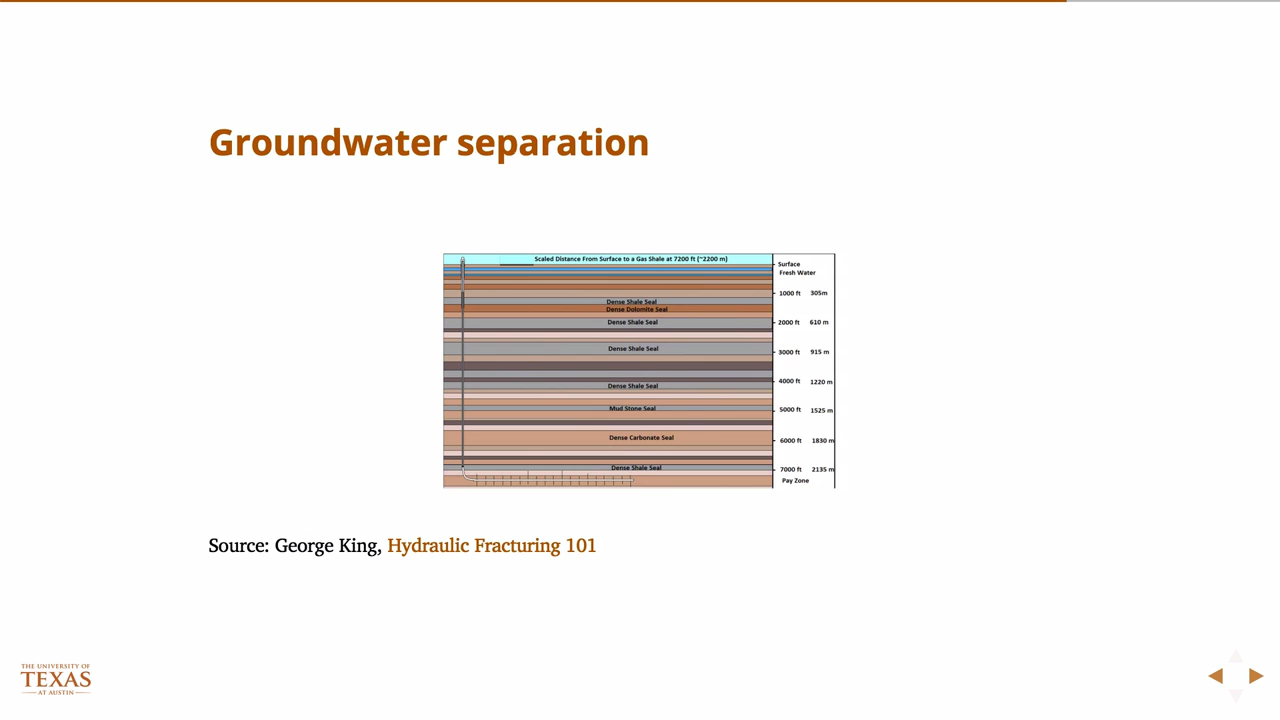 Groundwater separation
Scaled Distance From Surface to a Gas Shale at 7200 ft (~2200 m)
Surface
Fresh Water
1000 ft 305m
Dense Shale Seal
Dense Dolomite Seal
Dense Shale Seal
2000 ft 610 m
Dense Shale Seal
3000 ft 915 m
4000 ft 1220 m
Dense Shale Seal
Mud Stone Seal
5000 ft 1525 m
Dense Carbonate Seal
6000 ft 1830 m
Dense Shale Seal
7000 ft 2135 m
Pay Zone
Source: George King, Hydraulic Fracturing 101
THE UNIVERSITY OF
TEXAS
AT AUSTIN